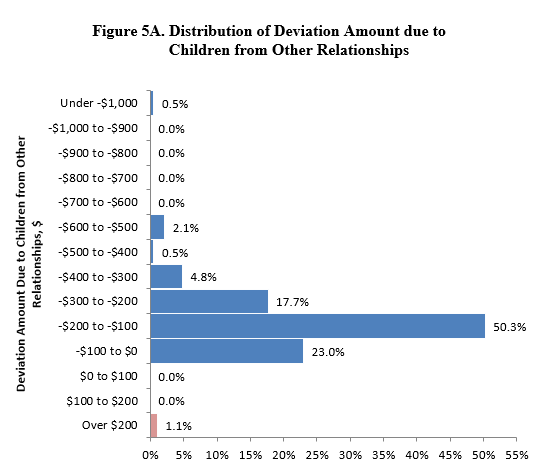 Figure 5A. Distribution of Deviation Amount due to
Children from Other Relationships
Deviation Amount Due to Children from Other
Relationships, $
Under -$1,000 0.5%
-$1,000 to -$900 0.0%
-$900 to -$800 0.0%
-$800 to -$700 0.0%
-$700 to -$600 0.0%
-$600 to -$500 2.1%
-$500 to -$400 0.5%
-$400 to -$300 4.8%
-$300 to -$200 17.7%
-$200 to -$100 50.3%
-$100 to $0 23.0%
$0 to $100 0.0%
$100 to $200 0.0%
Over $200 1.1%
0% 5% 10% 15% 20% 25% 30% 35% 40% 45% 50% 55%